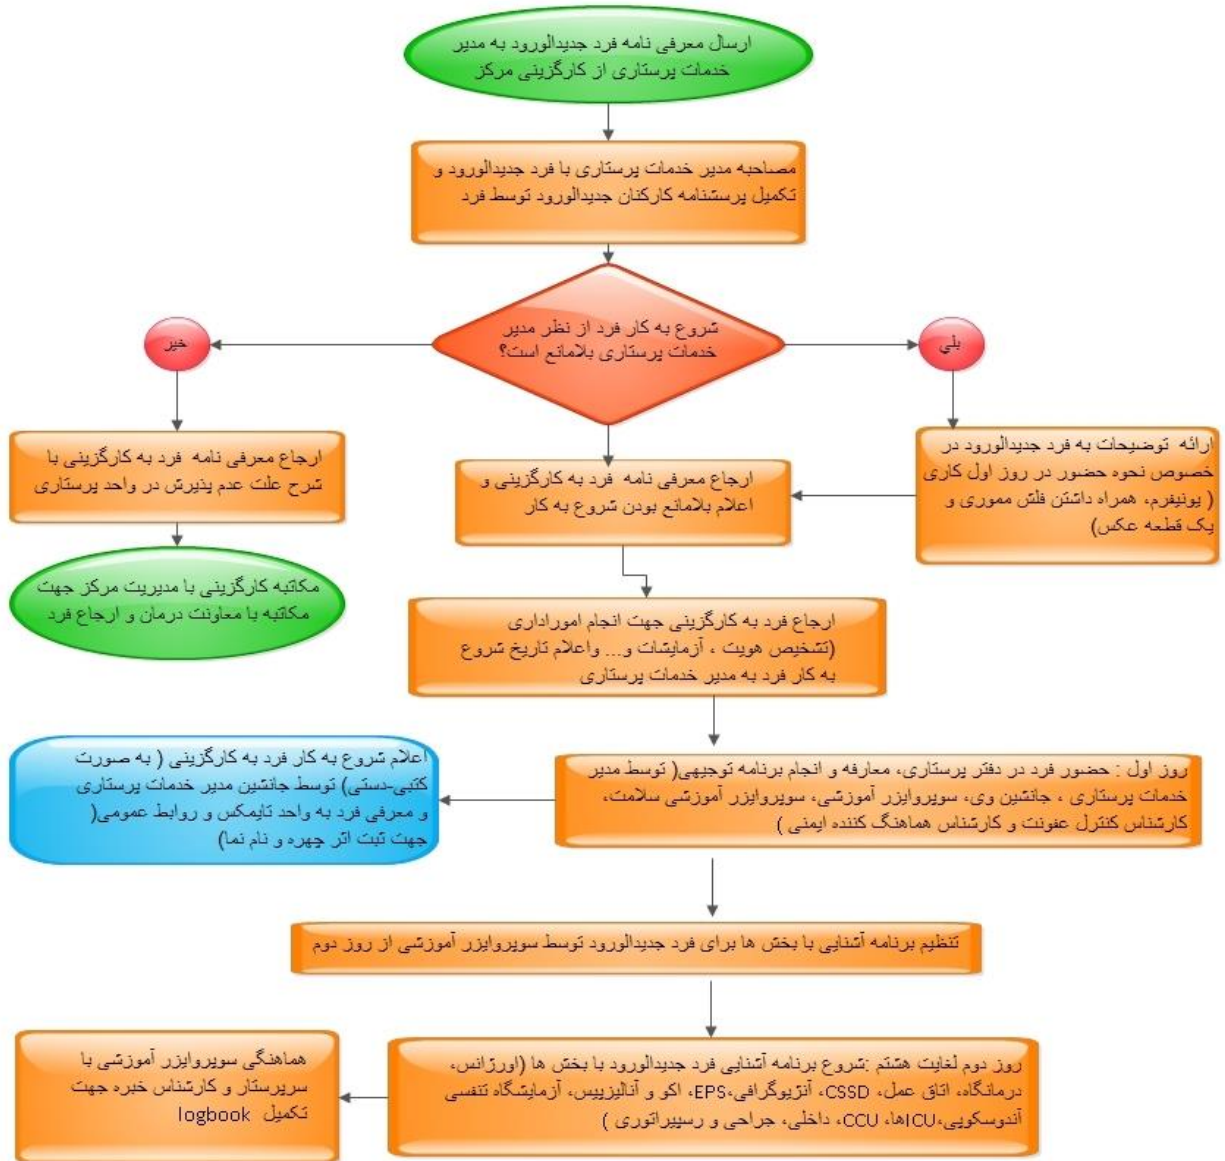 ارسال معرفی نامه فرد جدیدالورود به مدیر
خدمات پرستاری از کارگزینی مرکز
مصاحبه مدیر خدمات پرستاری با فرد جدیدالورود و
تکمیل پرسشنامه کارکنان جدیدالورود توسط فرد
شروع به کار فرد از نظر مدیر
خدمات پرستاری بلامانع است؟
بلي
خیر
ارائه توضیحات به فرد جدیدالورود در
خصوص نحوه حضور در روز اول کاری
( یونیفرم، همراه داشتن فلش مموری و
یک قطعه عکس)
ارجاع معرفی نامه فرد به کارگزینی و
اعلام بلامانع بودن شروع به کار
ارجاع معرفی نامه فرد به کارگزینی با
شرح علت عدم پذیرش در واحد پرستاری
مکاتبه کارگزینی با مدیریت مرکز جهت
مکاتبه با معاونت درمان و ارجاع فرد
ارجاع فرد به کارگزینی جهت انجام اموراداری
(تشخیص هویت ، آزمایشات و... واعلام تاریخ شروع
به کار فرد به مدیر خدمات پرستاری
روز اول : حضور فرد در دفتر پرستاری، معارفه و انجام برنامه توجیهی( توسط مدیر
خدمات پرستاری ، جانشین وی، سوپروایزر آموزشی، سوپروایزر آموزشی سلامت،
کارشناس کنترل عفونت و کارشناس هماهنگ کننده ایمنی )
اعلام شروع به کار فرد به کارگزینی ( به صورت
کتبی-دستی) توسط جانشین مدیر خدمات پرستاری
و معرفی فرد به واحد تایمکس و روابط عمومی(
جهت ثبت اثر چهره و نام نما)
تنظیم برنامه آشنایی با بخش ها برای فرد جدیدالورود توسط سوپروایزر آموزشی از روز دوم
روز دوم لغایت هشتم :شروع برنامه آشنایی فرد جدیدالورود با بخش ها (اورژانس،
درمانگاه، اتاق عمل، CSSD، آنژیوگرافی،EPS، اکو و آنالیزپیس، آزمایشگاه تنفسی
آندوسکوپی،ICUها، CCU، داخلی، جراحی و رسپیراتوری )
هماهنگی سوپروایزر آموزشی با
سرپرستار و کارشناس خبره جهت
تکمیل logbook